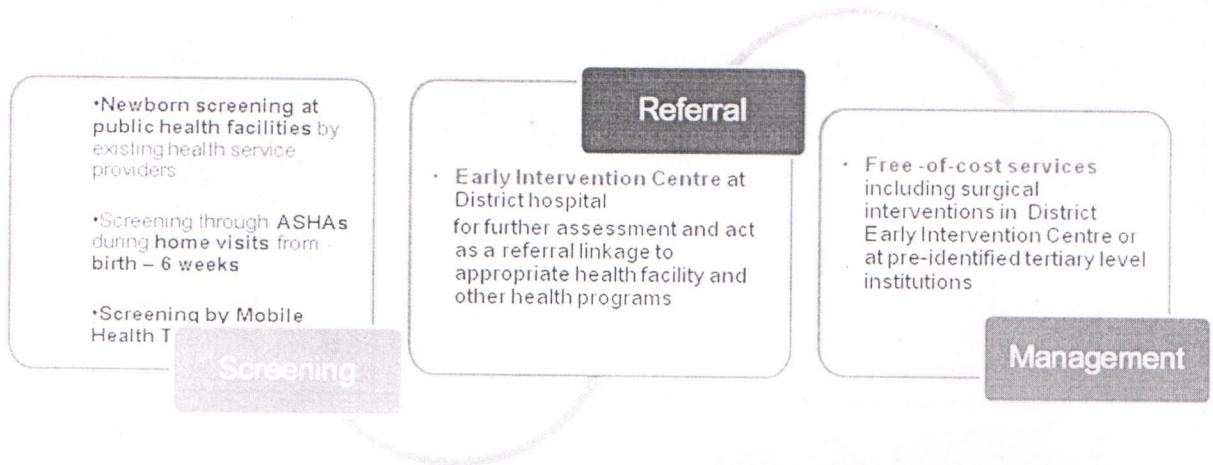 •Newborn screening at
public health facilities by
existing health service
providers
•Screening through ASHAs
during home visits from
birth – 6 weeks
•Screening by Mobile
Health T
Screening
Referral
• Early Intervention Centre at
District hospital
for further assessment and act
as a referral linkage to
appropriate health facility and
other health programs
• Free -of-cost services
including surgical
interventions in District
Early Intervention Centre or
at pre-identified tertiary level
institutions
Management